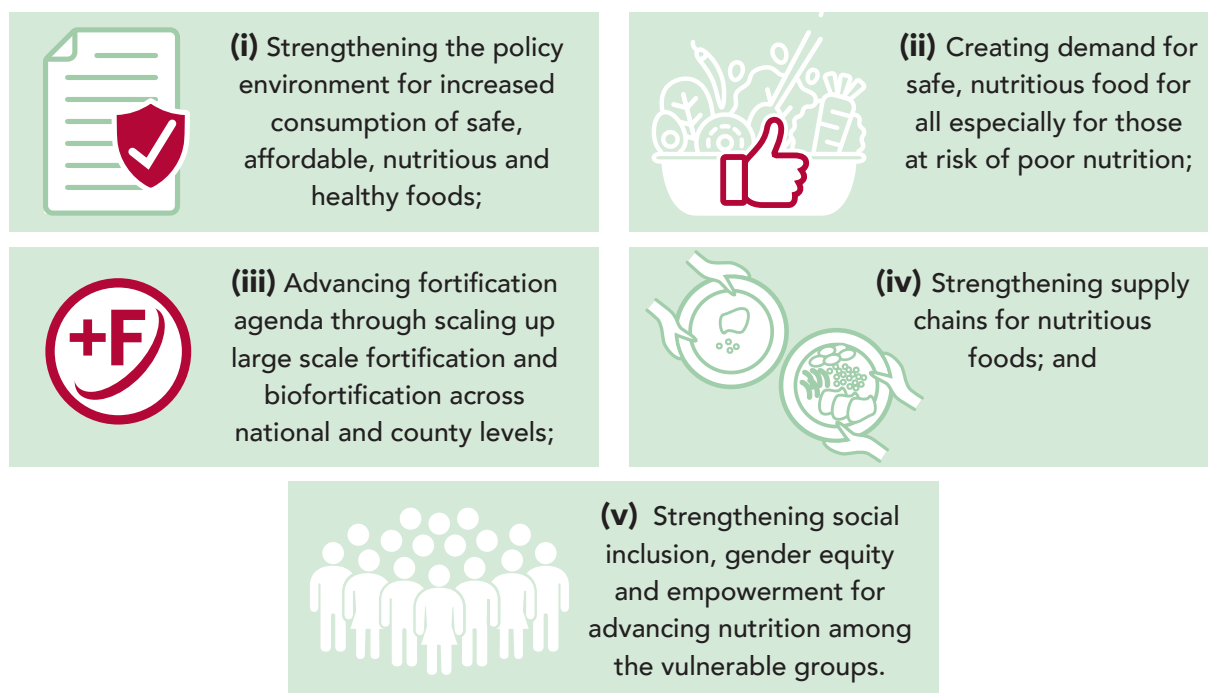 (i) Strengthening the policy
environment for increased
consumption of safe,
affordable, nutritious and
healthy foods;
(ii) Creating demand for
safe, nutritious food for
all especially for those
at risk of poor nutrition;
+F
(iii) Advancing fortification
agenda through scaling up
large scale fortification and
biofortification across
national and county levels;
(iv) Strengthening supply
chains for nutritious
foods; and
(v) Strengthening social
inclusion, gender equity
and empowerment for
advancing nutrition among
the vulnerable groups.